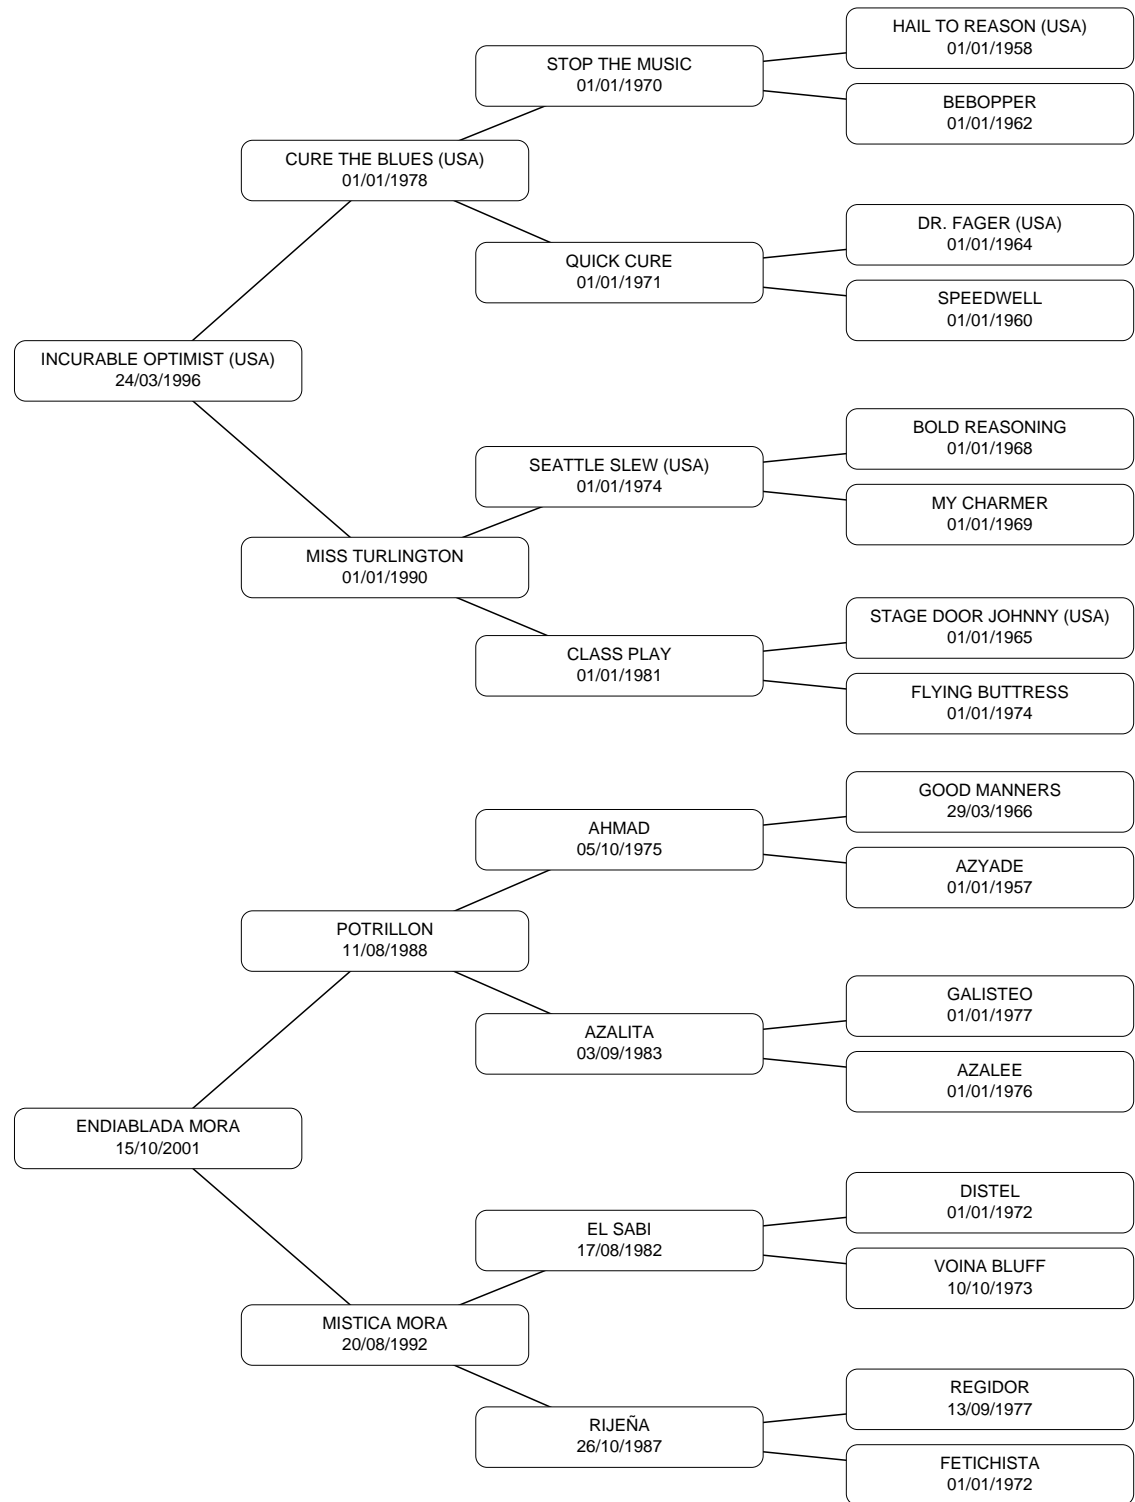 HAIL TO REASON (USA)
01/01/1958
STOP THE MUSIC
01/01/1970
BEBOPPER
01/01/1962
CURE THE BLUES (USA)
01/01/1978
DR. FAGER (USA)
01/01/1964
QUICK CURE
01/01/1971
SPEEDWELL
01/01/1960
INCURABLE OPTIMIST (USA)
24/03/1996
BOLD REASONING
01/01/1968
SEATTLE SLEW (USA)
01/01/1974
MY CHARMER
01/01/1969
MISS TURLINGTON
01/01/1990
STAGE DOOR JOHNNY (USA)
01/01/1965
CLASS PLAY
01/01/1981
FLYING BUTTRESS
01/01/1974
GOOD MANNERS
29/03/1966
AHMAD
05/10/1975
AZYADE
01/01/1957
POTRILLON
11/08/1988
GALISTEO
01/01/1977
AZALITA
03/09/1983
AZALEE
01/01/1976
ENDIABLADA MORA
15/10/2001
DISTEL
01/01/1972
EL SABI
17/08/1982
VOINA BLUFF
10/10/1973
MISTICA MORA
20/08/1992
REGIDOR
13/09/1977
RIJEÑA
26/10/1987
FETICHISTA
01/01/1972